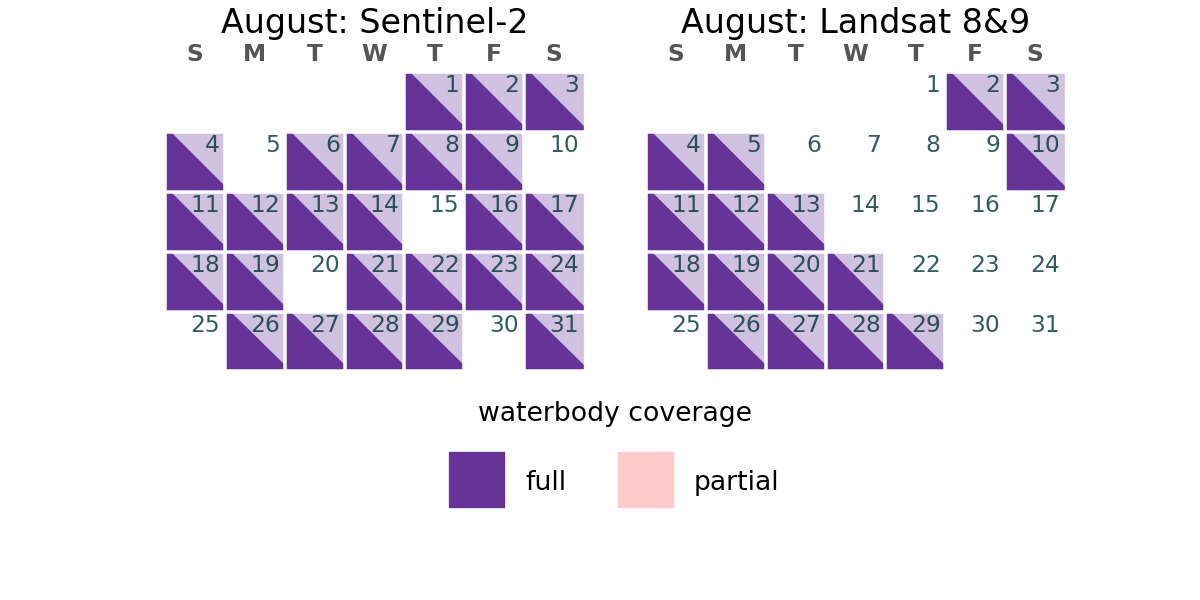 August: Sentinel-2
S M T W T F S
1 2 3
4 5 6 7 8 9 10
11 12 13 14 15 16 17
18 19 20 21 22 23 24
25 26 27 28 29 30 31
August: Landsat 8&9
S M T W T F S
1 2 3
4 5 6 7 8 9 10
11 12 13 14 15 16 17
18 19 20 21 22 23 24
25 26 27 28 29 30 31
waterbody coverage
full
partial